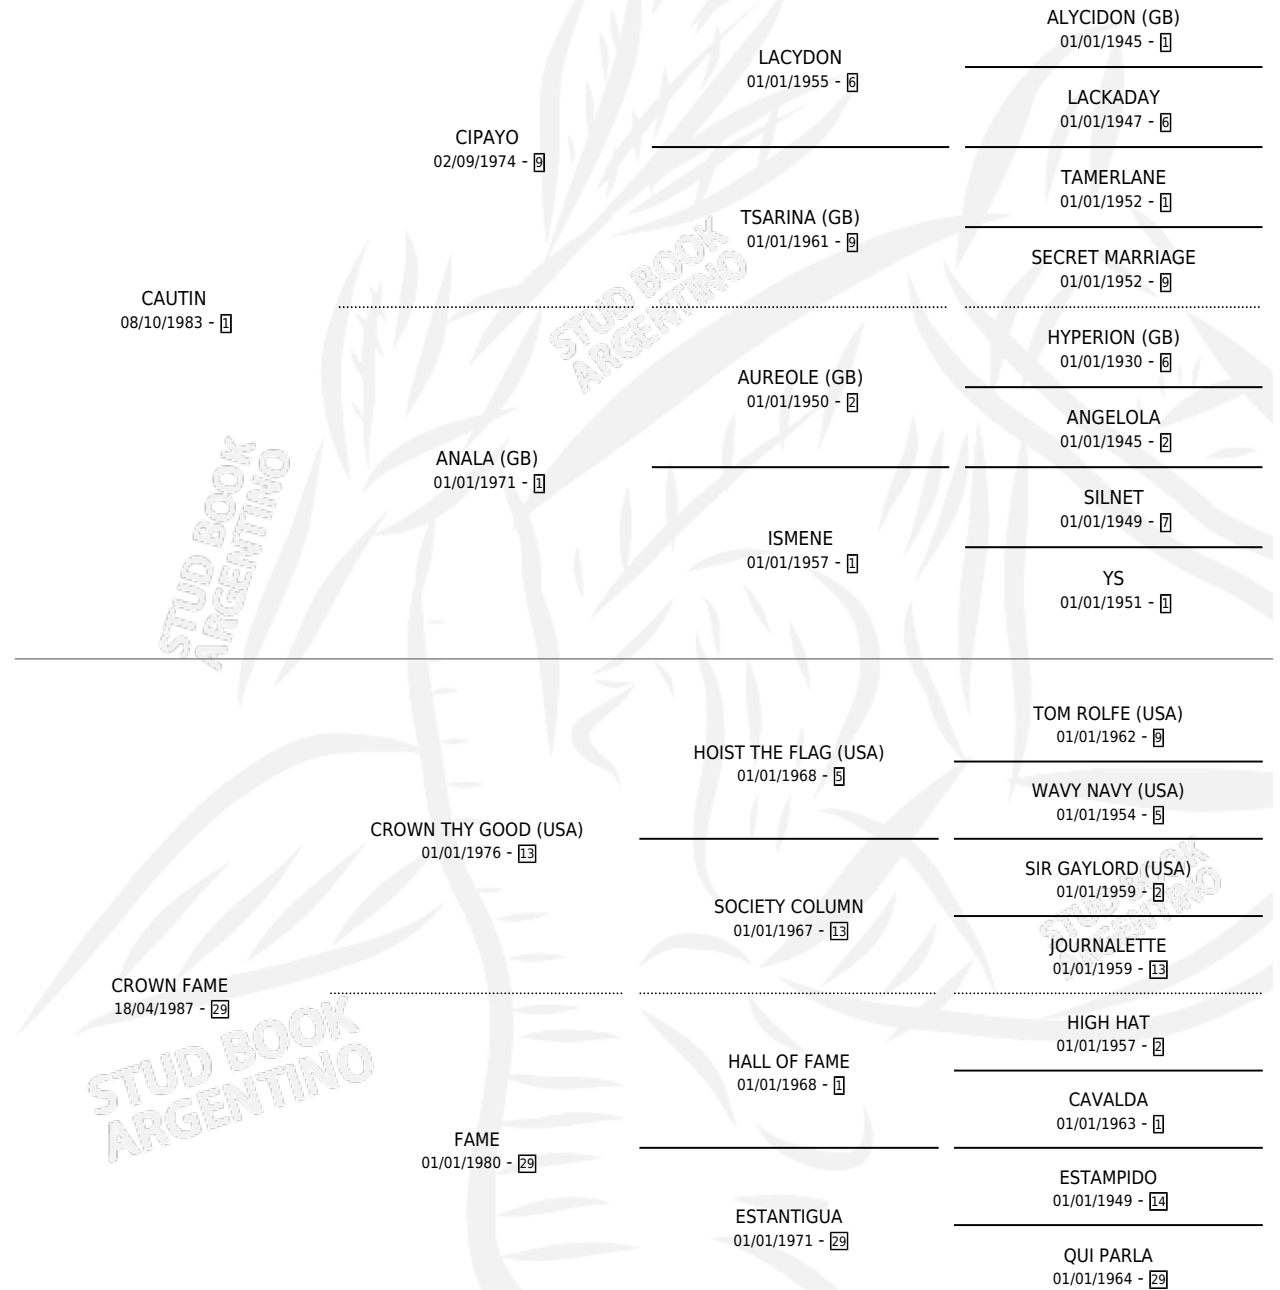 ALYCIDON (GB)
01/01/1945 - 1
LACYDON
01/01/1955 - 6
LACKADAY
01/01/1947 - 6
CIPAYO
02/09/1974 - 9
TAMERLANE
01/01/1952 - 1
TSARINA (GB)
01/01/1961 - 9
SECRET MARRIAGE
01/01/1952 - 9
CAUTIN
08/10/1983 - 1
HYPERION (GB)
01/01/1930 - 6
AUREOLE (GB)
01/01/1950 - 2
ANGELOLA
01/01/1945 - 2
ANALA (GB)
01/01/1971 - 1
SILNET
01/01/1949 - 7
ISMENE
01/01/1957 - 1
YS
01/01/1951 - 1
STUD BOOK
ARGENTINO
STUD BOOK
ARGENTINO
TOM ROLFE (USA)
01/01/1962 - 9
HOIST THE FLAG (USA)
01/01/1968 - 5
WAVY NAVY (USA)
01/01/1954 - 5
CROWN THY GOOD (USA)
01/01/1976 - 13
SIR GAYLORD (USA)
01/01/1959 - 2
SOCIETY COLUMN
01/01/1967 - 13
JOURNALETTE
01/01/1959 - 13
CROWN FAME
18/04/1987 - 29
HIGH HAT
01/01/1957 - 2
HALL OF FAME
01/01/1968 - 1
CAVALDA
01/01/1963 - 1
FAME
01/01/1980 - 29
ESTAMPIDO
01/01/1949 - 14
ESTANTIGUA
01/01/1971 - 29
QUI PARLA
01/01/1964 - 29
STUD BOOK
ARGENTINO
STUD BOOK
ARGENTINO